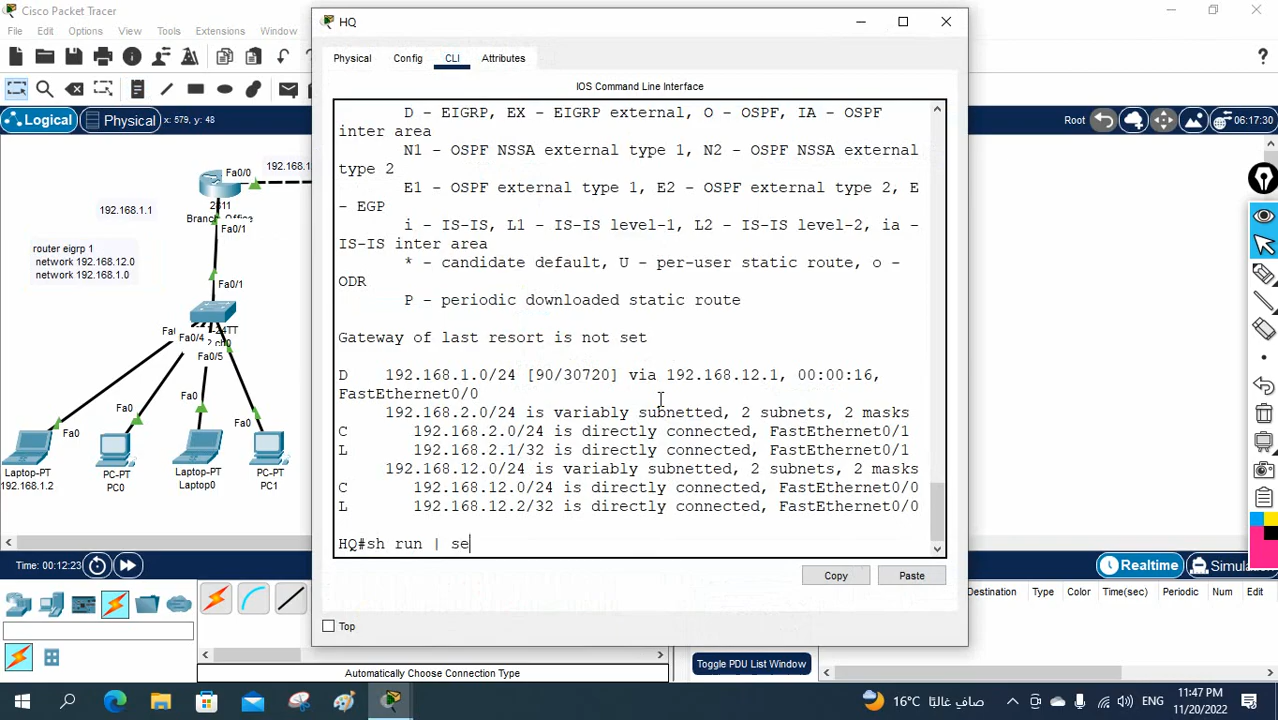 Cisco Packet Tracer
File Edit Options View Tools Extensions Window
HQ
Physical Config CLI Attributes
IOS Command Line Interface
D - EIGRP, EX - EIGRP external, O - OSPF, IA - OSPF
inter area
N1 - OSPF NSSA external type 1, N2 - OSPF NSSA external
type 2
E1 - OSPF external type 1, E2 - OSPF external type 2, E
- EGP
i - IS-IS, L1 - IS-IS level-1, L2 - IS-IS level-2, ia -
IS-IS inter area
* - candidate default, U - per-user static route, o -
ODR
P - periodic downloaded static route
Gateway of last resort is not set
D 192.168.1.0/24 [90/30720] via 192.168.12.1, 00:00:16,
FastEthernet0/0
192.168.2.0/24 is variably subnetted, 2 subnets, 2 masks
C 192.168.2.0/24 is directly connected, FastEthernet0/1
L 192.168.2.1/32 is directly connected, FastEthernet0/1
192.168.12.0/24 is variably subnetted, 2 subnets, 2 masks
C 192.168.12.0/24 is directly connected, FastEthernet0/0
L 192.168.12.2/32 is directly connected, FastEthernet0/0
HQ#sh run | se
Copy Paste
Top
Logical Physical x: 579, y: 48
Root 06:17:30
192.168.1
Fa0/0
192.168.1.1
Fa0/1
router eigrp 1
network 192.168.12.0
network 192.168.1.0
Fa0/1
Fa0/4
Fa0/5
Fa0 Fa0 Fa0 Fa0
Laptop-PT
192.168.1.2
PC-PT
PC0
Laptop-PT
Laptop0
PC-PT
PC1
Time: 00:12:23
Realtime Simulation
Destination Type Color Time(sec) Periodic Num Edit
Automatically Choose Connection Type
Toggle PDU List Window
16°C صافٍ غالبًا
ENG
11:47 PM
11/20/2022